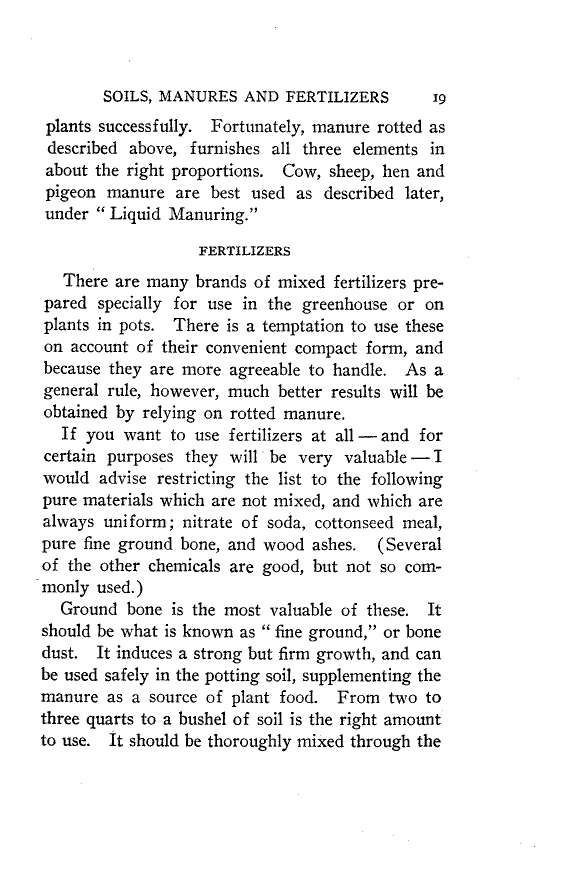 SOILS, MANURES AND FERTILIZERS 19
plants successfully. Fortunately, manure rotted as
described above, furnishes all three elements in
about the right proportions. Cow, sheep, hen and
pigeon manure are best used as described later,
under “ Liquid Manuring.”
FERTILIZERS
There are many brands of mixed fertilizers pre-
pared specially for use in the greenhouse or on
plants in pots. There is a temptation to use these
on account of their convenient compact form, and
because they are more agreeable to handle. As a
general rule, however, much better results will be
obtained by relying on rotted manure.
If you want to use fertilizers at all — and for
certain purposes they will be very valuable — I
would advise restricting the list to the following
pure materials which are not mixed, and which are
always uniform; nitrate of soda, cottonseed meal,
pure fine ground bone, and wood ashes. (Several
of the other chemicals are good, but not so com-
monly used.)
Ground bone is the most valuable of these. It
should be what is known as “ fine ground,” or bone
dust. It induces a strong but firm growth, and can
be used safely in the potting soil, supplementing the
manure as a source of plant food. From two to
three quarts to a bushel of soil is the right amount
to use. It should be thoroughly mixed through the